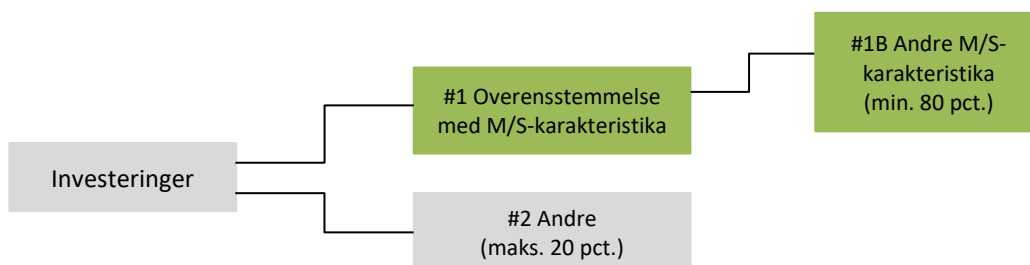 #1B Andre M/S-
karakteristika
(min. 80 pct.)
#1 Overensstemmelse
med M/S-karakteristika
Investeringer
#2 Andre
(maks. 20 pct.)